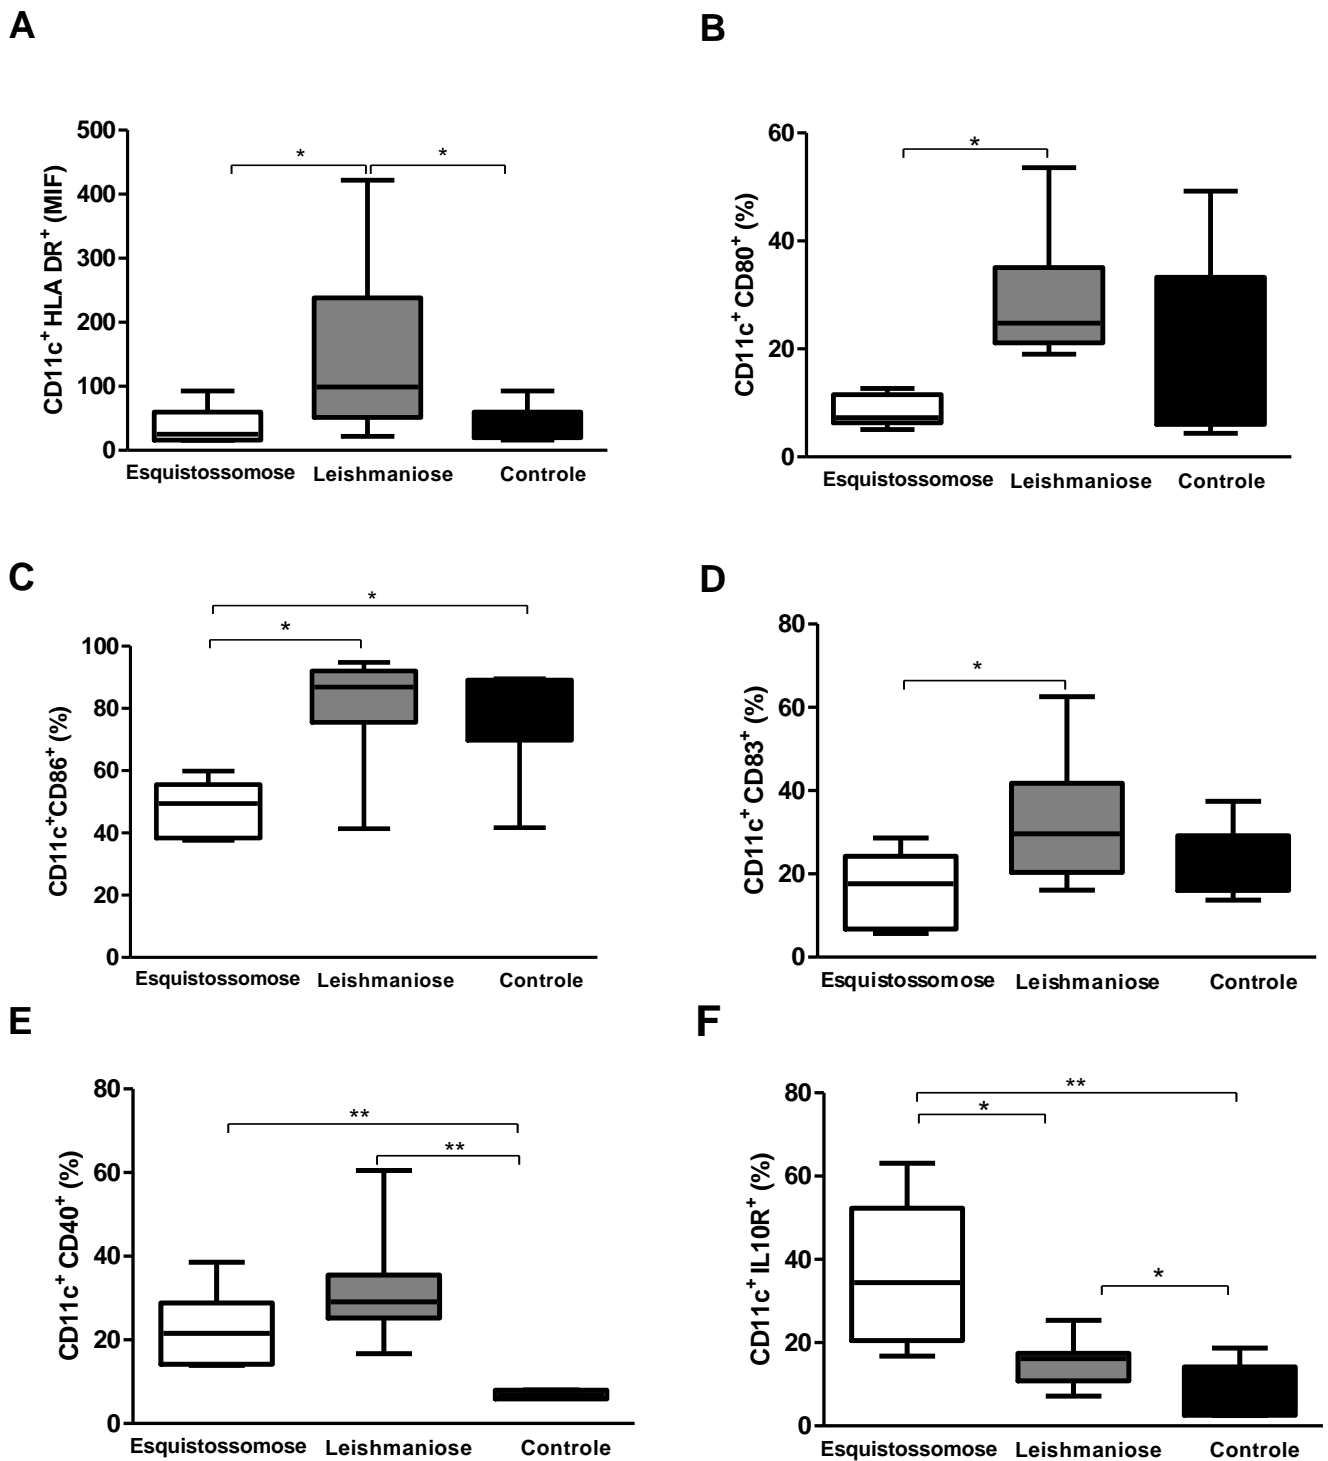 A
CD11c+ HLA DR+ (MIF)
500
400
300
200
100
0
* *
Esquistossomose Leishmaniose Controle
B
CD11c+ CD80+ (%)
60
40
20
0
*
Esquistossomose Leishmaniose Controle
C
CD11c+CD86+ (%)
100
80
60
40
20
0
*
*
Esquistossomose Leishmaniose Controle
D
CD11c+ CD83+ (%)
80
60
40
20
0
*
Esquistossomose Leishmaniose Controle
E
CD11c+ CD40+ (%)
80
60
40
20
0
**
**
Esquistossomose Leishmaniose Controle
F
CD11c+ IL10R+ (%)
80
60
40
20
0
**
*
*
Esquistossomose Leishmaniose Controle